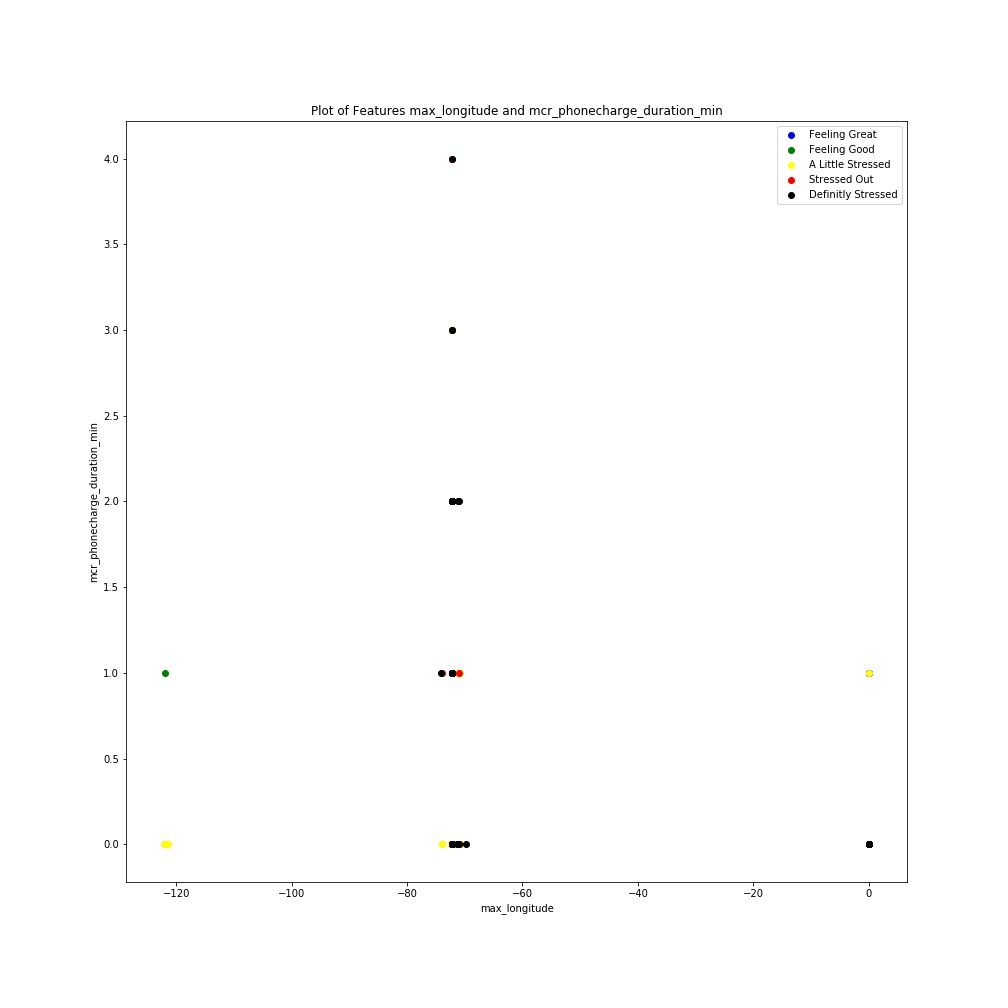 Plot of Features max_longitude and mcr_phonecharge_duration_min
Feeling Great
Feeling Good
A Little Stressed
Stressed Out
Definitly Stressed
4.0
3.5
3.0
2.5
2.0
1.5
1.0
0.5
0.0
mcr_phonecharge_duration_min
−120
−100
−80
−60
−40
−20
0
max_longitude